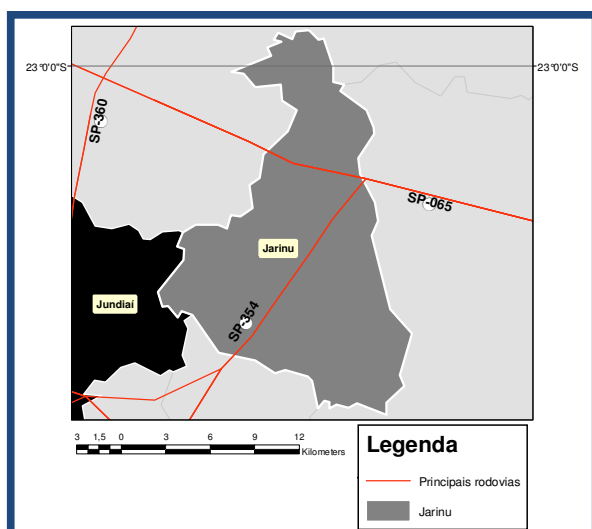 23°0'0"S
23°0'0"S
SP-360
SP-065
Jarinu
Jundiaí
SP-354
3 1,5 0 3 6 9 12
Kilometers
Legenda
Principais rodovias
Jarinu